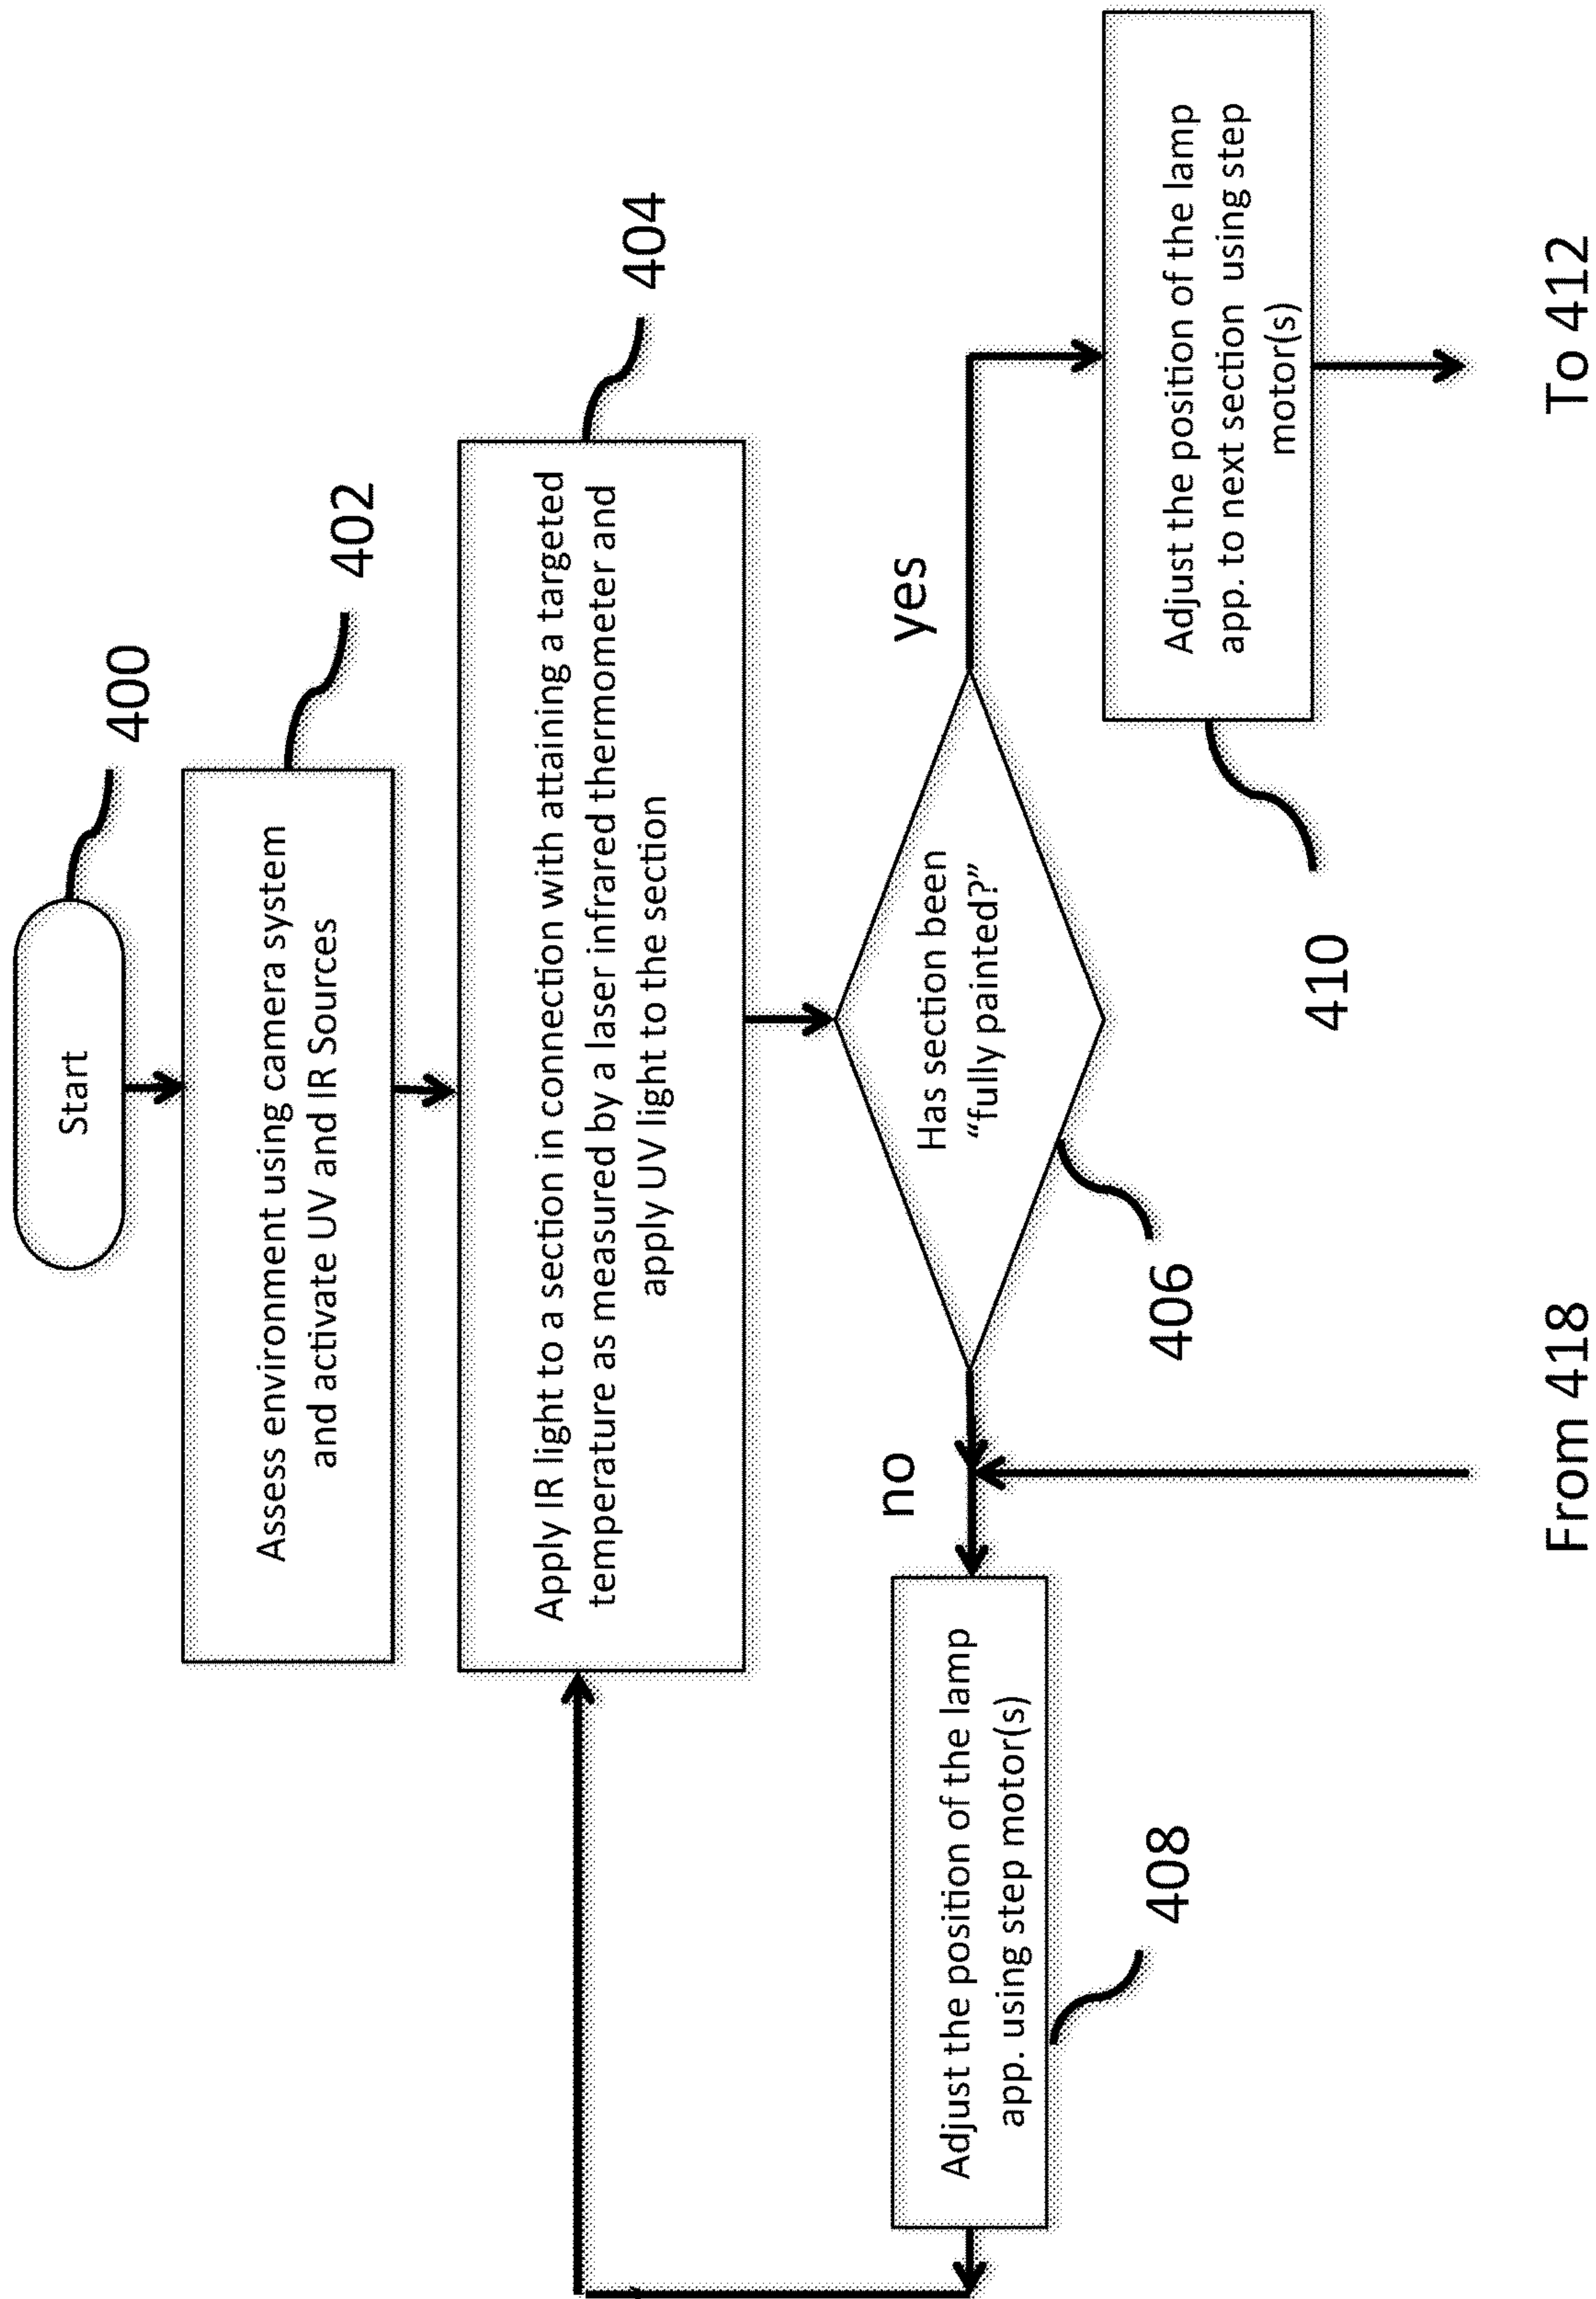 Start
400
Assess environment using camera system
and activate UV and IR Sources
402
Apply IR light to a section in connection with attaining a targeted
temperature as measured by a laser infrared thermometer and
apply UV light to the section
404
Has section been
“fully painted?”
406
no
yes
Adjust the position of the lamp
app. using step motor(s)
408
Adjust the position of the lamp
app. to next section using step
motor(s)
410
From 418
To 412